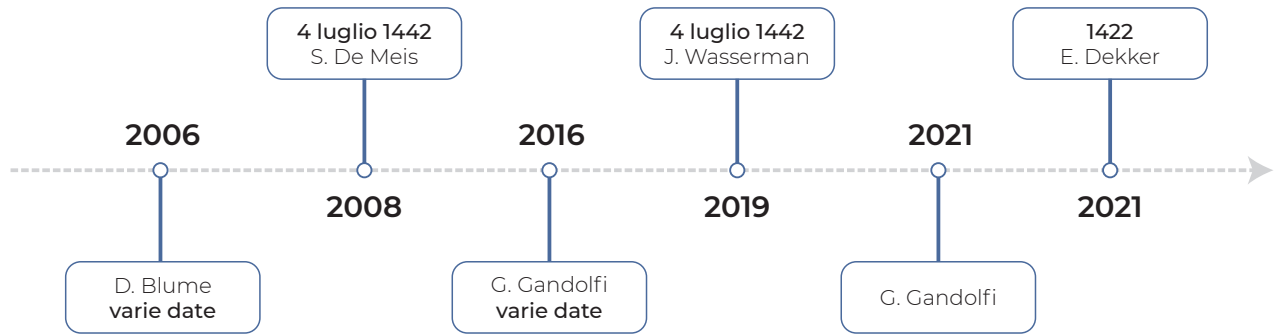 4 luglio 1442
S. De Meis
4 luglio 1442
J. Wasserman
1422
E. Dekker
2006
2016
2021
2008
2019
2021
D. Blume
varie date
G. Gandolfi
varie date
G. Gandolfi